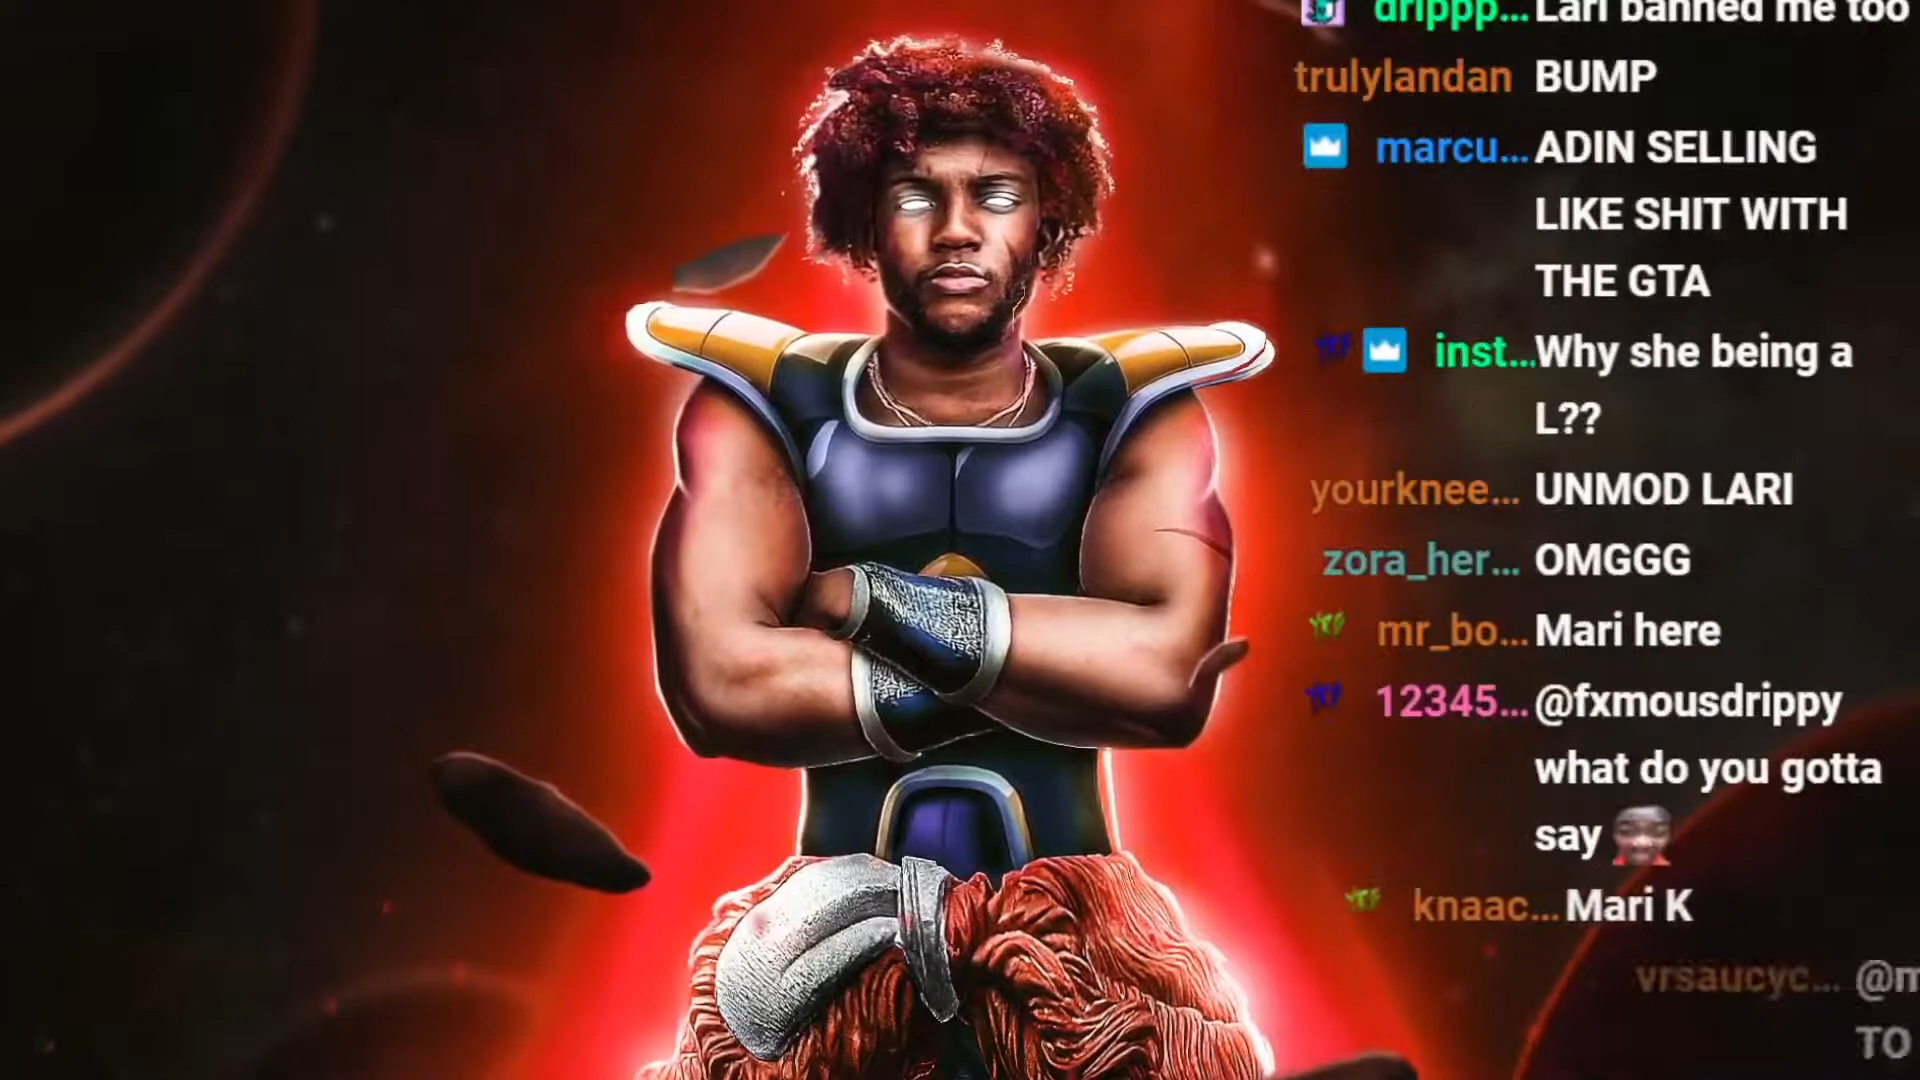 drippp... Lari banned me too
trulylandan BUMP
marcu... ADIN SELLING
LIKE SHIT WITH
THE GTA
inst... Why she being a
L??
yourknee... UNMOD LARI
zora_her... OMGGG
mr_bo... Mari here
12345... @fxmousdrippy
what do you gotta
say
knaac... Mari K
vrsaucyc... @m
TO